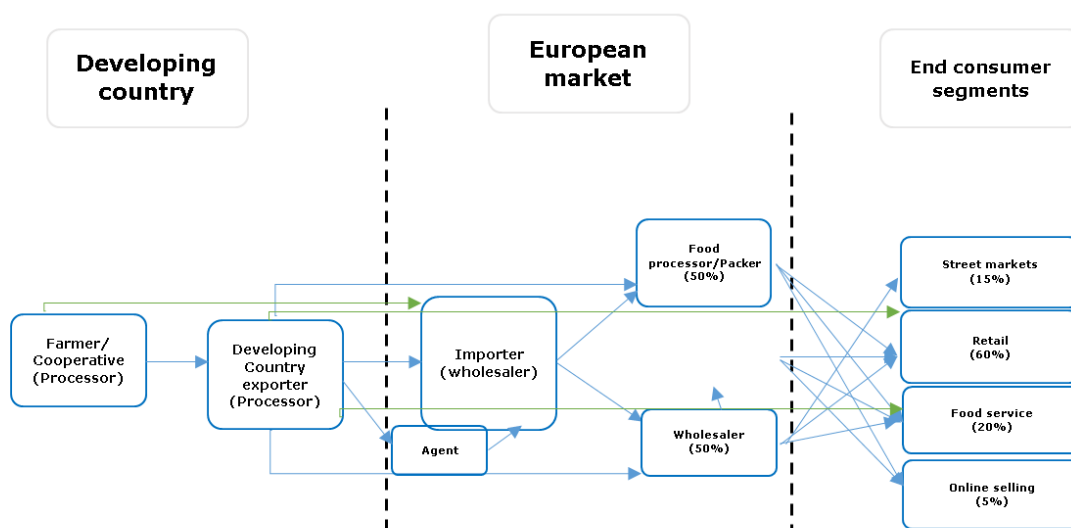 Developing
country
European
market
End consumer
segments
Food
processor/Packer
(50%)
Street markets
(15%)
Farmer/
Cooperative
(Processor)
Developing
Country
exporter
(Processor)
Importer
(wholesaler)
Retail
(60%)
Agent
Wholesaler
(50%)
Food service
(20%)
Online selling
(5%)